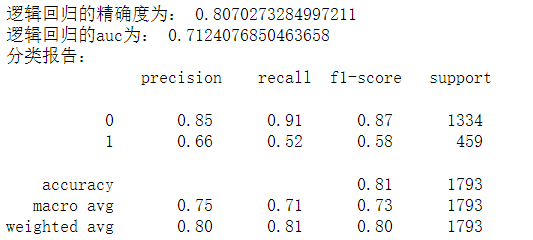 逻辑回归的精确度为： 0.8070273284997211
逻辑回归的auc为： 0.7124076850463658
分类报告：
precision recall f1-score support
0 0.85 0.91 0.87 1334
1 0.66 0.52 0.58 459
accuracy 0.81 1793
macro avg 0.75 0.71 0.73 1793
weighted avg 0.80 0.81 0.80 1793